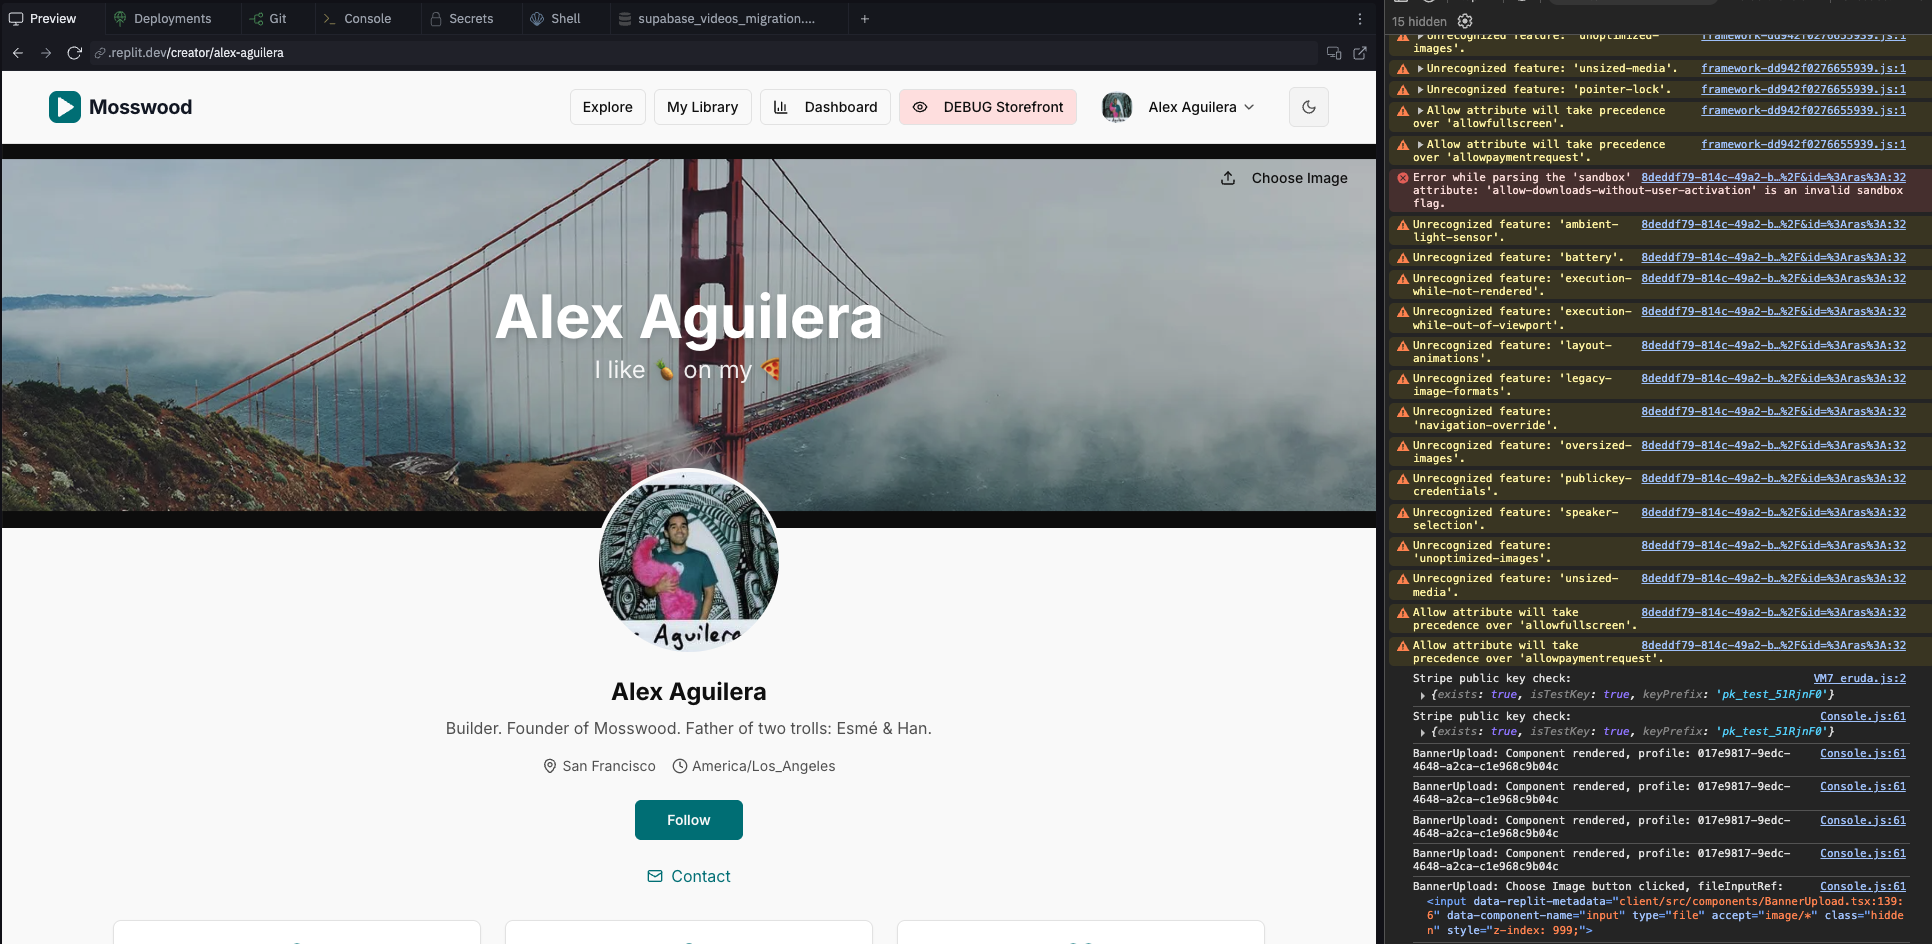 Preview
Deployments
Git
Console
Secrets
Shell
supabase_videos_migration....
.replit.dev/creator/alex-aguilera
Mosswood
Explore
My Library
Dashboard
DEBUG Storefront
Alex Aguilera
Choose Image
Alex Aguilera
I like 🍍 on my 🍕
Aguilera
Alex Aguilera
Builder. Founder of Mosswood. Father of two trolls: Esmé & Han.
San Francisco
America/Los_Angeles
Follow
Contact
15 hidden
Unrecognized feature: 'unoptimized- framework-dd942f0276655939.js:1
images'.
Unrecognized feature: 'unsized-media'. framework-dd942f0276655939.js:1
Unrecognized feature: 'pointer-lock'. framework-dd942f0276655939.js:1
Allow attribute will take precedence framework-dd942f0276655939.js:1
over 'allowfullscreen'.
Allow attribute will take precedence framework-dd942f0276655939.js:1
over 'allowpaymentrequest'.
Error while parsing the 'sandbox' 8deddf79-814c-49a2-b…%2F&id=%3Aras%3A:32
attribute: 'allow-downloads-without-user-activation' is an invalid sandbox
flag.
Unrecognized feature: 'ambient- 8deddf79-814c-49a2-b…%2F&id=%3Aras%3A:32
light-sensor'.
Unrecognized feature: 'battery'. 8deddf79-814c-49a2-b…%2F&id=%3Aras%3A:32
Unrecognized feature: 'execution- 8deddf79-814c-49a2-b…%2F&id=%3Aras%3A:32
while-not-rendered'.
Unrecognized feature: 'execution- 8deddf79-814c-49a2-b…%2F&id=%3Aras%3A:32
while-out-of-viewport'.
Unrecognized feature: 'layout- 8deddf79-814c-49a2-b…%2F&id=%3Aras%3A:32
animations'.
Unrecognized feature: 'legacy- 8deddf79-814c-49a2-b…%2F&id=%3Aras%3A:32
image-formats'.
Unrecognized feature: 8deddf79-814c-49a2-b…%2F&id=%3Aras%3A:32
'navigation-override'.
Unrecognized feature: 'oversized- 8deddf79-814c-49a2-b…%2F&id=%3Aras%3A:32
images'.
Unrecognized feature: 'publickey- 8deddf79-814c-49a2-b…%2F&id=%3Aras%3A:32
credentials'.
Unrecognized feature: 'speaker- 8deddf79-814c-49a2-b…%2F&id=%3Aras%3A:32
selection'.
Unrecognized feature: 8deddf79-814c-49a2-b…%2F&id=%3Aras%3A:32
'unoptimized-images'.
Unrecognized feature: 'unsized- 8deddf79-814c-49a2-b…%2F&id=%3Aras%3A:32
media'.
Allow attribute will take 8deddf79-814c-49a2-b…%2F&id=%3Aras%3A:32
precedence over 'allowfullscreen'.
Allow attribute will take 8deddf79-814c-49a2-b…%2F&id=%3Aras%3A:32
precedence over 'allowpaymentrequest'.
Stripe public key check: VM7 eruda.js:2
{exists: true, isTestKey: true, keyPrefix: 'pk_test_51RjnF0'}
Stripe public key check: Console.js:61
{exists: true, isTestKey: true, keyPrefix: 'pk_test_51RjnF0'}
BannerUpload: Component rendered, profile: 017e9817-9edc- Console.js:61
4648-a2ca-c1e968c9b04c
BannerUpload: Component rendered, profile: 017e9817-9edc- Console.js:61
4648-a2ca-c1e968c9b04c
BannerUpload: Component rendered, profile: 017e9817-9edc- Console.js:61
4648-a2ca-c1e968c9b04c
BannerUpload: Component rendered, profile: 017e9817-9edc- Console.js:61
4648-a2ca-c1e968c9b04c
BannerUpload: Choose Image button clicked, fileInputRef: Console.js:61
<input data-replit-metadata="client/src/components/BannerUpload.tsx:139:
6" data-component-name="input" type="file" accept="image/*" class="hidde
n" style="z-index: 999;">